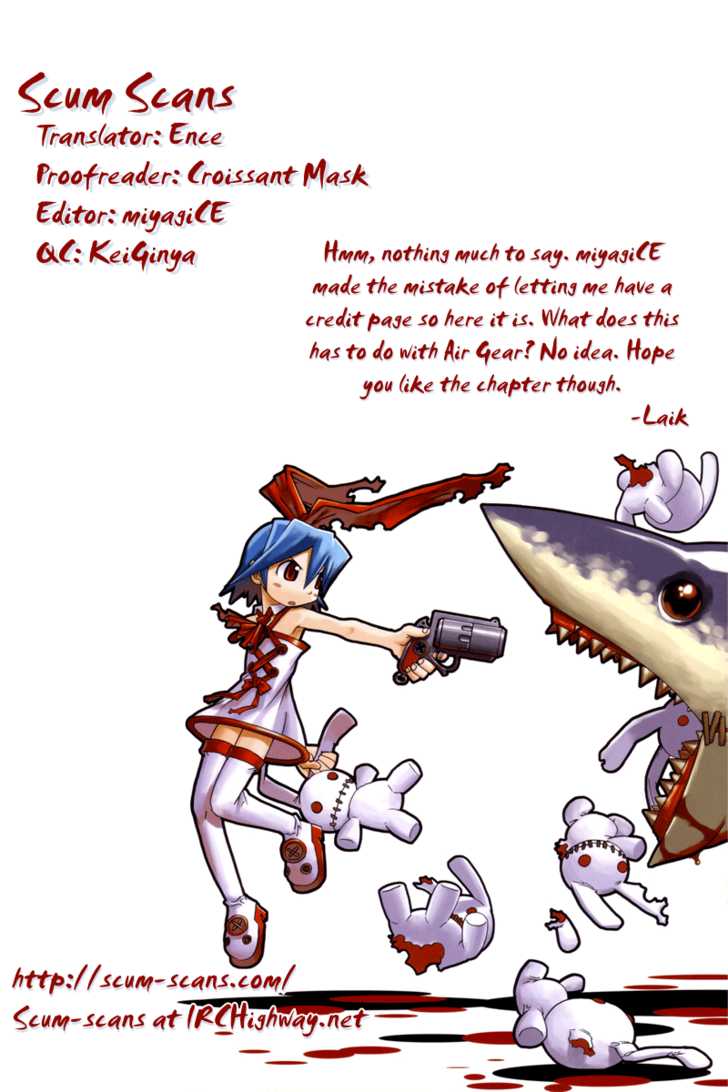 Scum Scans
Translator: Ence
Proofreader: Croissant Mask
Editor: miyagiCE
QC: KeiGinya
Hmm, nothing much to say. miyagiCE
made the mistake of letting me have a
credit page so here it is. What does this
has to do with Air Gear? No idea. Hope
you like the chapter though.
-Laik
http://scum-scans.com/
Scum-scans at IRCHighway.net